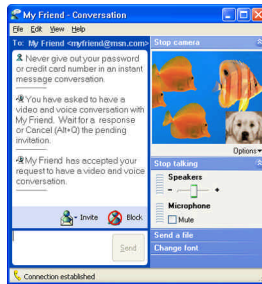 My Friend - Conversation
File Edit View Help
To: My Friend <myfriend@msn.com>
Stop camera
Never give out your password
or credit card number in an instant
message conversation.
You have asked to have a
video and voice conversation with
My Friend. Wait for a response
or Cancel (Alt+Q) the pending
invitation.
My Friend has accepted your
request to have a video and voice
conversation.
Options
Stop talking
Speakers
- +
Microphone
Mute
Invite Block
Send a file
Change font
Send
Connection established